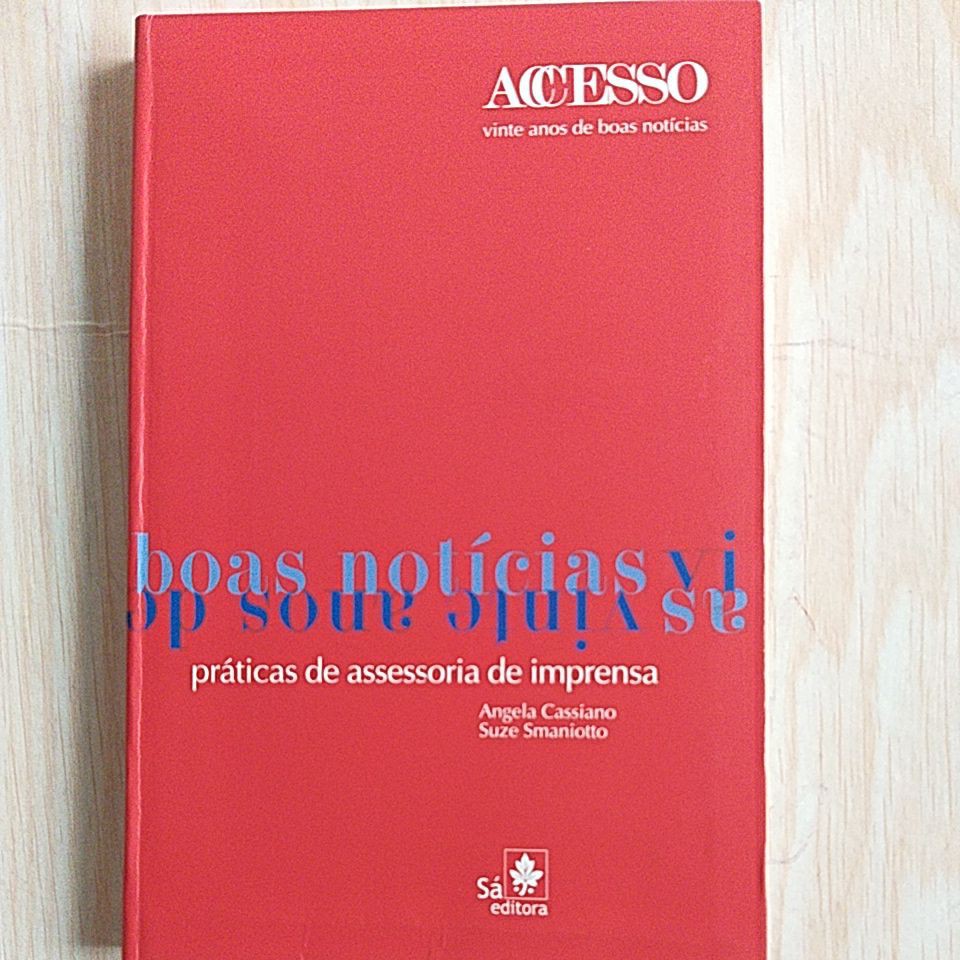 ACCESSO
vinte anos de boas notícias
boas notícias vi
as vinte anos de
práticas de assessoria de imprensa
Angela Cassiano
Suze Smaniotto
Sá
editora